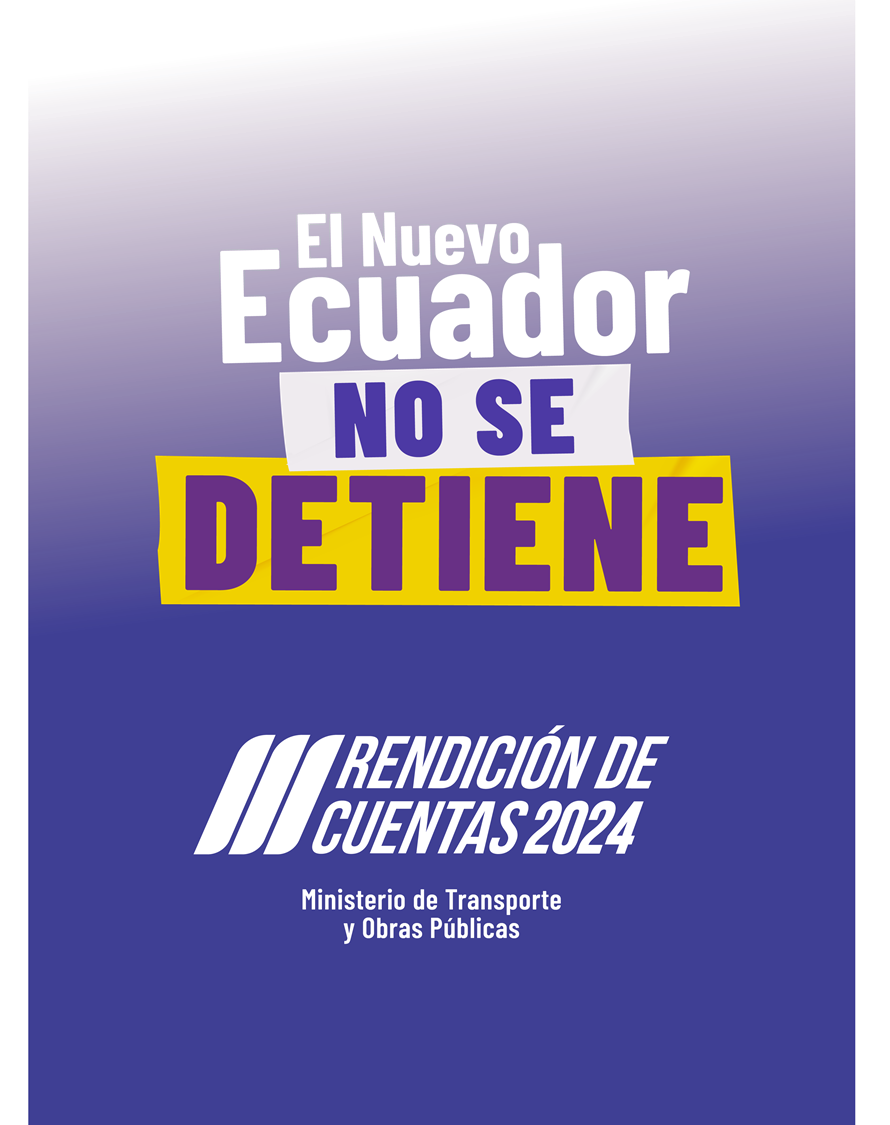 El Nuevo
Ecuador
NO SE
DETIENE
RENDICIÓN DE
CUENTAS 2024
Ministerio de Transporte
y Obras Públicas